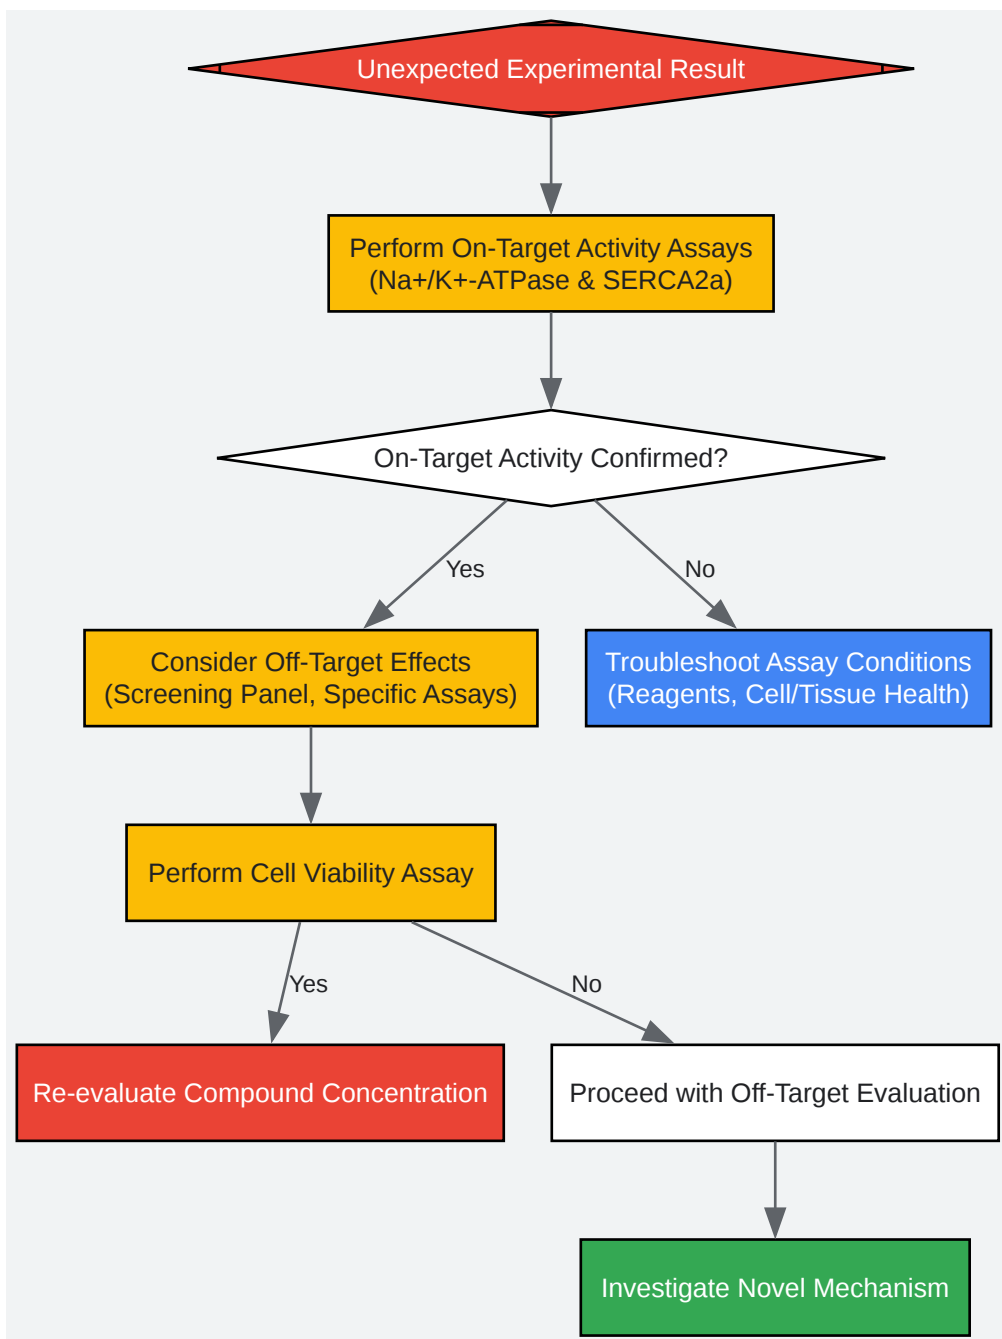 Unexpected Experimental Result
Perform On-Target Activity Assays
(Na+/K+-ATPase & SERCA2a)
On-Target Activity Confirmed?
Yes
No
Consider Off-Target Effects
(Screening Panel, Specific Assays)
Troubleshoot Assay Conditions
(Reagents, Cell/Tissue Health)
Perform Cell Viability Assay
Yes
No
Re-evaluate Compound Concentration
Proceed with Off-Target Evaluation
Investigate Novel Mechanism